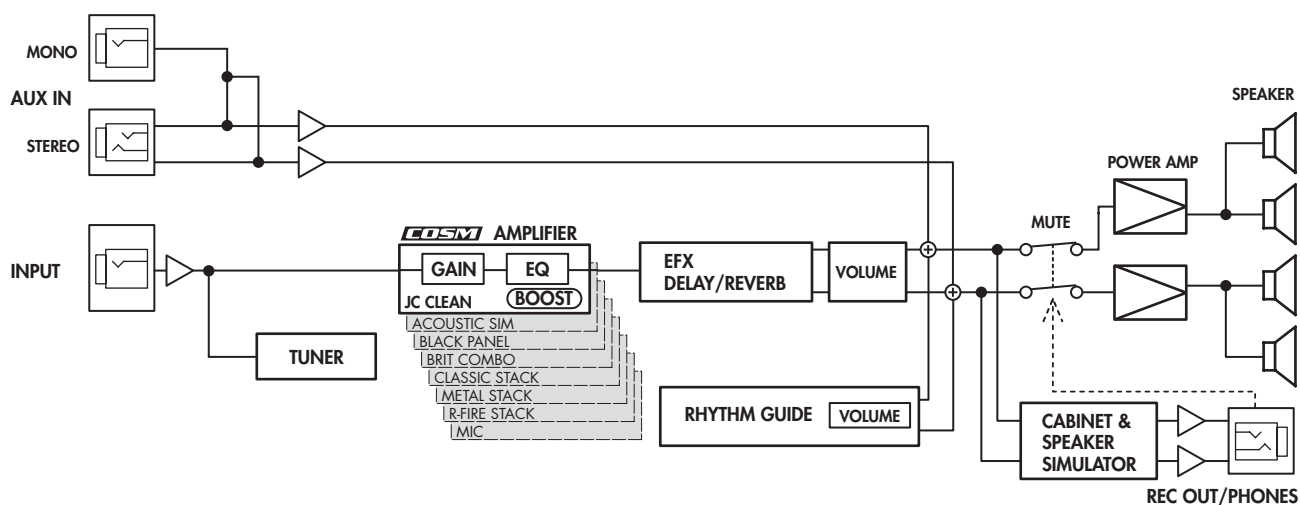 MONO
AUX IN
STEREO
INPUT
TUNER
COSM AMPLIFIER
GAIN
EQ
JC CLEAN
BOOST
ACOUSTIC SIM
BLACK PANEL
BRIT COMBO
CLASSIC STACK
METAL STACK
R-FIRE STACK
MIC
EFX
DELAY/REVERB
VOLUME
RHYTHM GUIDE
VOLUME
MUTE
POWER AMP
SPEAKER
CABINET &
SPEAKER
SIMULATOR
REC OUT/PHONES